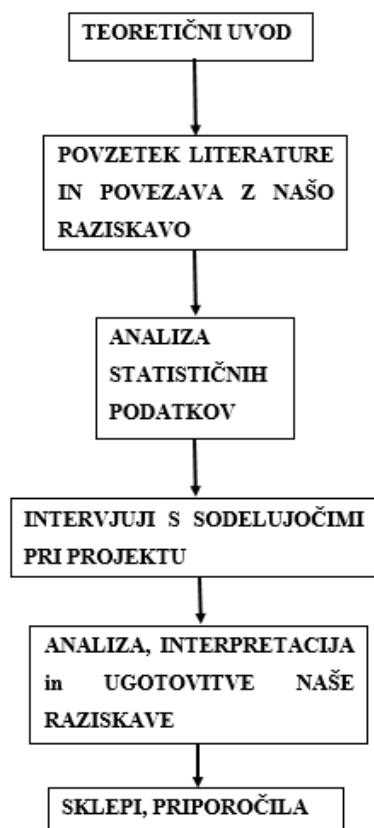 TEORETIČNI UVOD
POVZETEK LITERATURE
IN POVEZAVA Z NAŠO
RAZISKAVO
ANALIZA
STATISTIČNIH
PODATKOV
INTERVJUJI S SODELUJOČIMI
PRI PROJEKTU
ANALIZA, INTERPRETACIJA
in UGOTOVITVE NAŠE
RAZISKAVE
SKLEPI, PRIPOROČILA